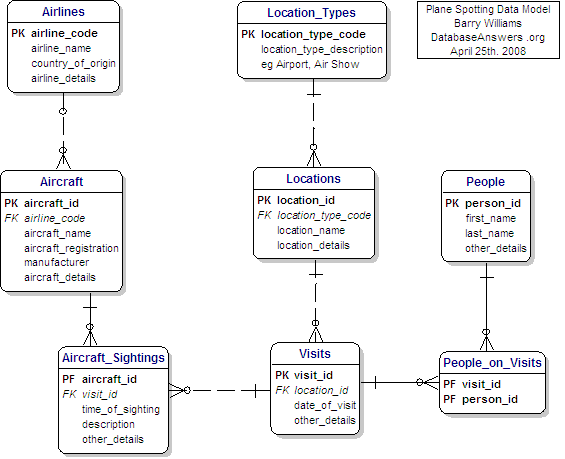 Airlines
PK airline_code
airline_name
country_of_origin
airline_details
Location_Types
PK location_type_code
location_type_description
eg Airport, Air Show
Plane Spotting Data Model
Barry Williams
DatabaseAnswers .org
April 25th. 2008
Aircraft
PK aircraft_id
FK airline_code
aircraft_name
aircraft_registration
manufacturer
aircraft_details
Locations
PK location_id
FK location_type_code
location_name
location_details
People
PK person_id
first_name
last_name
other_details
Aircraft_Sightings
PF aircraft_id
FK visit_id
time_of_sighting
description
other_details
Visits
PK visit_id
FK location_id
date_of_visit
other_details
People_on_Visits
PF visit_id
PF person_id